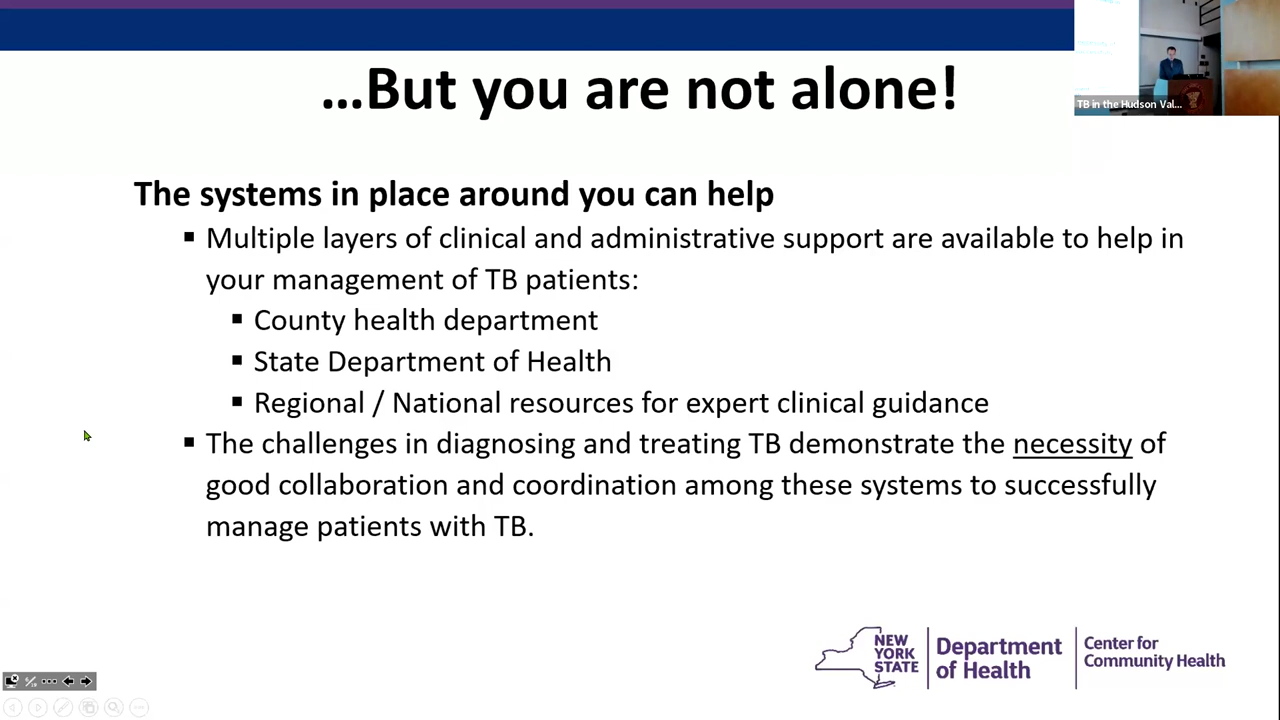 …But you are not alone!
TB in the Hudson Val...
The systems in place around you can help
▪ Multiple layers of clinical and administrative support are available to help in
your management of TB patients:
▪ County health department
▪ State Department of Health
▪ Regional / National resources for expert clinical guidance
▪ The challenges in diagnosing and treating TB demonstrate the necessity of
good collaboration and coordination among these systems to successfully
manage patients with TB.
NEW
YORK
STATE
Department
of Health
Center for
Community Health